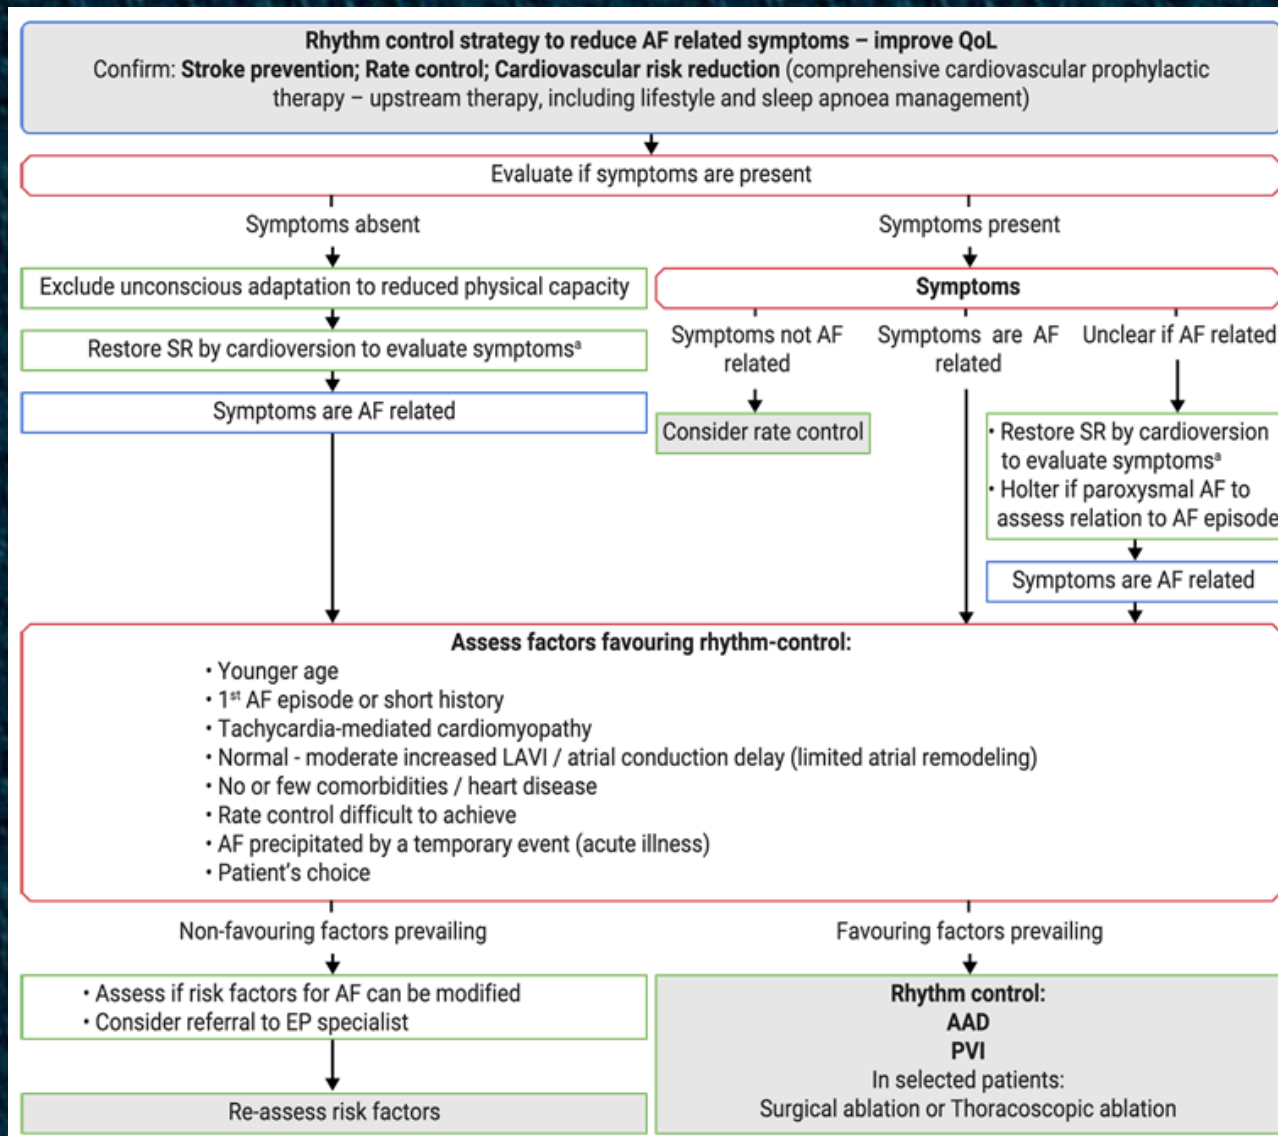 Rhythm control strategy to reduce AF related symptoms – improve QoL
Confirm: Stroke prevention; Rate control; Cardiovascular risk reduction (comprehensive cardiovascular prophylactic
therapy – upstream therapy, including lifestyle and sleep apnoea management)
Evaluate if symptoms are present
Symptoms absent
Symptoms present
Exclude unconscious adaptation to reduced physical capacity
Restore SR by cardioversion to evaluate symptomsᵃ
Symptoms are AF related
Symptoms
Symptoms not AF
related
Symptoms are AF
related
Unclear if AF related
Consider rate control
• Restore SR by cardioversion
to evaluate symptomsᵃ
• Holter if paroxysmal AF to
assess relation to AF episode
Symptoms are AF related
Assess factors favouring rhythm-control:
• Younger age
• 1ˢᵗ AF episode or short history
• Tachycardia-mediated cardiomyopathy
• Normal - moderate increased LAVI / atrial conduction delay (limited atrial remodeling)
• No or few comorbidities / heart disease
• Rate control difficult to achieve
• AF precipitated by a temporary event (acute illness)
• Patient's choice
Non-favouring factors prevailing
Favouring factors prevailing
• Assess if risk factors for AF can be modified
• Consider referral to EP specialist
Re-assess risk factors
Rhythm control:
AAD
PVI
In selected patients:
Surgical ablation or Thoracoscopic ablation